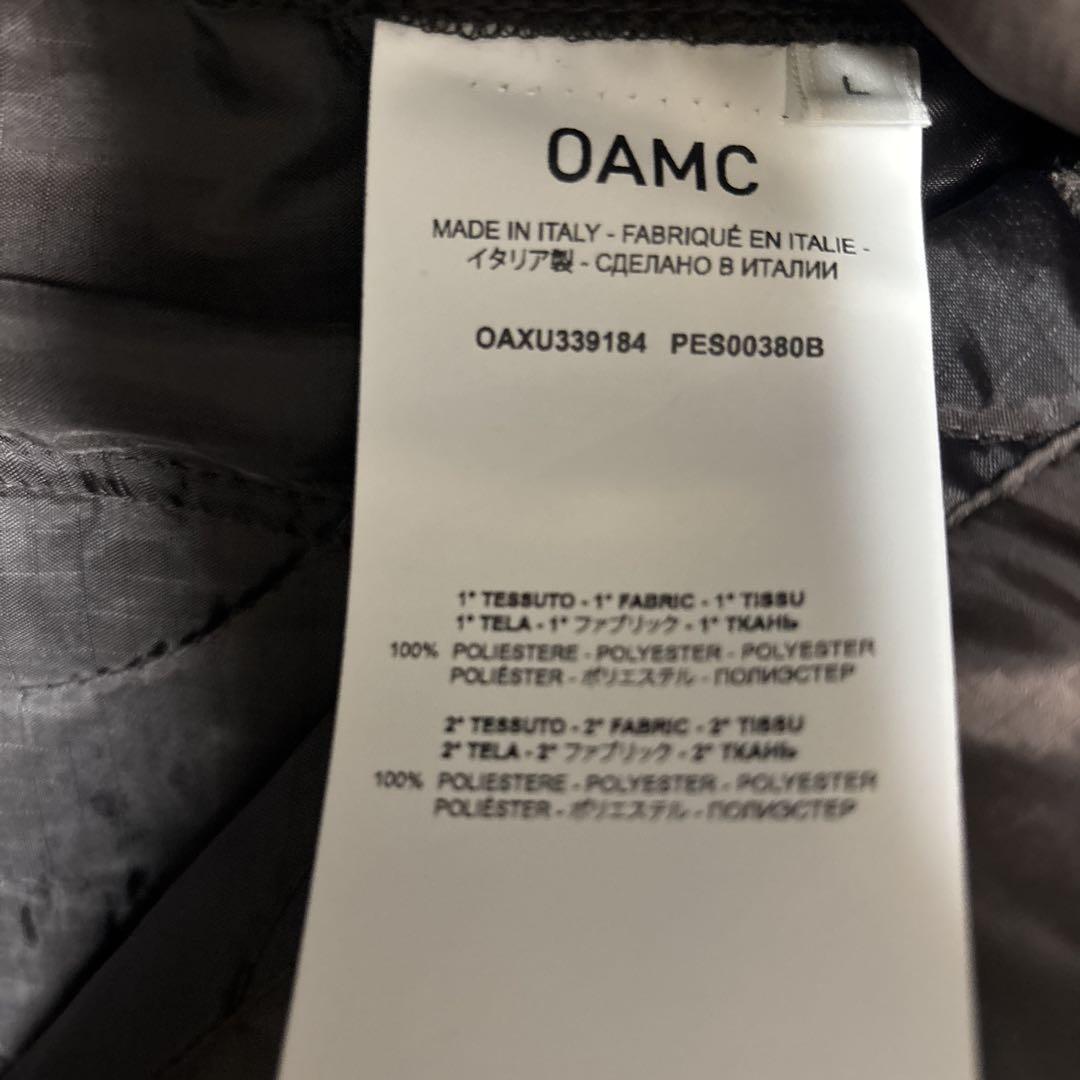 L
OAMC
MADE IN ITALY - FABRIQUÉ EN ITALIE -
イタリア製 - СДЕЛАНО В ИТАЛИИ
OAXU339184 PES00380B
1° TESSUTO - 1° FABRIC - 1° TISSU
1° TELA - 1° ファブリック - 1° ТКАНЬ
100% POLIESTERE - POLYESTER - POLYESTER
POLIÉSTER - ポリエステル - ПОЛИЭСТЕР
2° TESSUTO - 2° FABRIC - 2° TISSU
2° TELA - 2° ファブリック - 2° ТКАНЬ
100% POLIESTERE - POLYESTER - POLYESTER
POLIÉSTER - ポリエステル - ПОЛИЭСТЕР